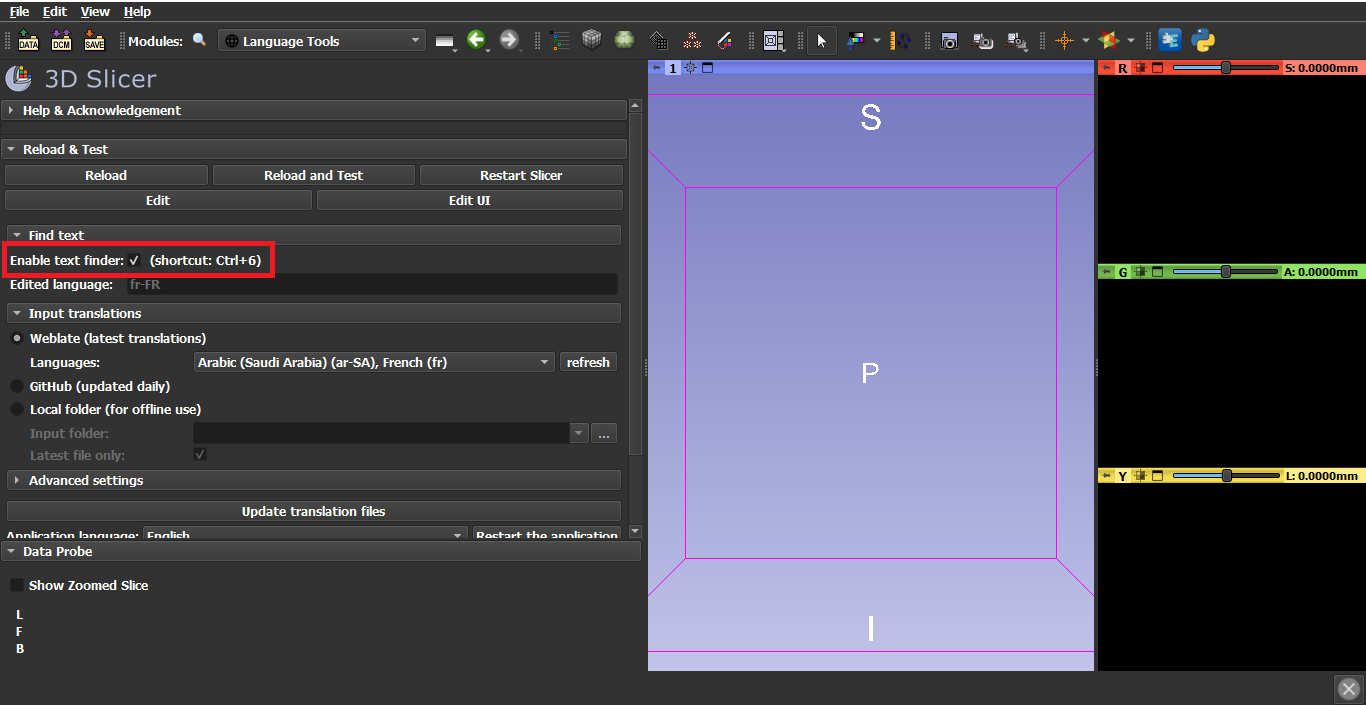 File Edit View Help
DATA DCM SAVE Modules: Language Tools
3D Slicer
Help & Acknowledgement
Reload & Test
Reload Reload and Test Restart Slicer
Edit Edit UI
Find text
Enable text finder: (shortcut: Ctrl+6)
Edited language: fr-FR
Input translations
Weblate (latest translations)
Languages: Arabic (Saudi Arabia) (ar-SA), French (fr) refresh
GitHub (updated daily)
Local folder (for offline use)
Input folder: ...
Latest file only:
Advanced settings
Update translation files
Application language: English Restart the application
Data Probe
Show Zoomed Slice
L
F
B
1
S
P
I
R S: 0.0000mm
G A: 0.0000mm
Y L: 0.0000mm